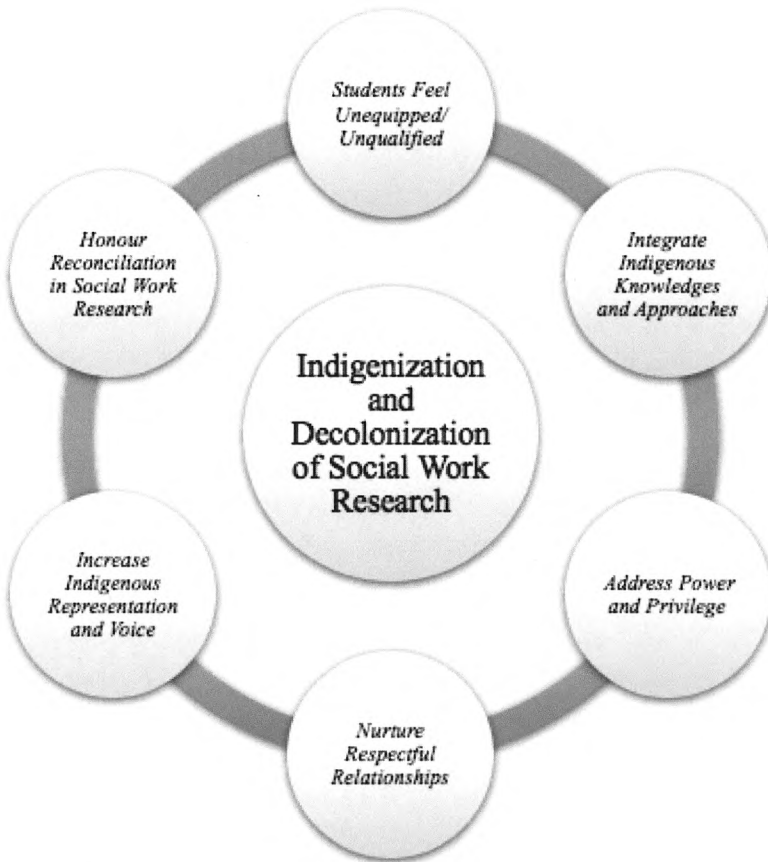 Students Feel
Unequipped/
Unqualified
Integrate
Indigenous
Knowledges
and Approaches
Address Power
and Privilege
Nurture
Respectful
Relationships
Increase
Indigenous
Representation
and Voice
Honour
Reconciliation
in Social Work
Research
Indigenization
and
Decolonization
of Social Work
Research